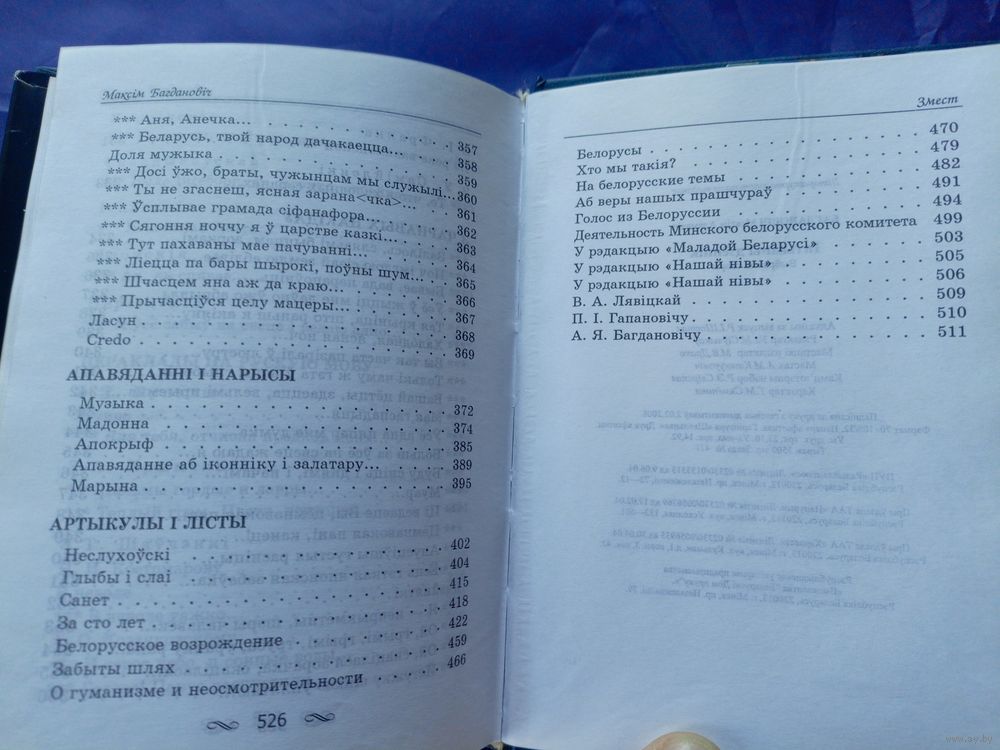 Максім Багдановіч
*** Аня, Анечка... 357
*** Беларусь, твой народ дачакаецца... 358
Доля мужыка 359
*** Досі ўжо, браты, чужынцам мы служылі... 360
*** Ты не згаснеш, ясная зарана<чка>... 361
*** Ўсплывае грамада сіфанафора... 362
*** Сягоння ноччу я ў царстве казкі... 363
*** Тут пахаваны мае пачуванні... 364
*** Ліецца па бары шырокі, поўны шум... 365
*** Шчасцем яна аж да краю... 366
*** Прычасціўся целу мацеры... 367
Ласун 368
Credo 369
АПАВЯДАННІ І НАРЫСЫ
Музыка 372
Мадонна 374
Апокрыф 385
Апавяданне аб іконніку і залатару... 389
Марына 395
АРТЫКУЛЫ І ЛІСТЫ
Неслухоўскі 402
Глыбы і слаі 404
Санет 415
За сто лет 418
Белорусское возрождение 422
Забыты шлях 459
О гуманизме и неосмотрительности 466
526
Змест
Белорусы 470
Хто мы такія? 479
На белорусские темы 482
Аб веры нашых прашчураў 491
Голос из Белоруссии 494
Деятельность Минского белорусского комитета 499
У рэдакцыю «Маладой Беларусі» 503
У рэдакцыю «Нашай нівы» 505
У рэдакцыю «Нашай нівы» 506
В. А. Лявіцкай 509
П. І. Гапановічу 510
А. Я. Багдановічу 511
www.ay.by